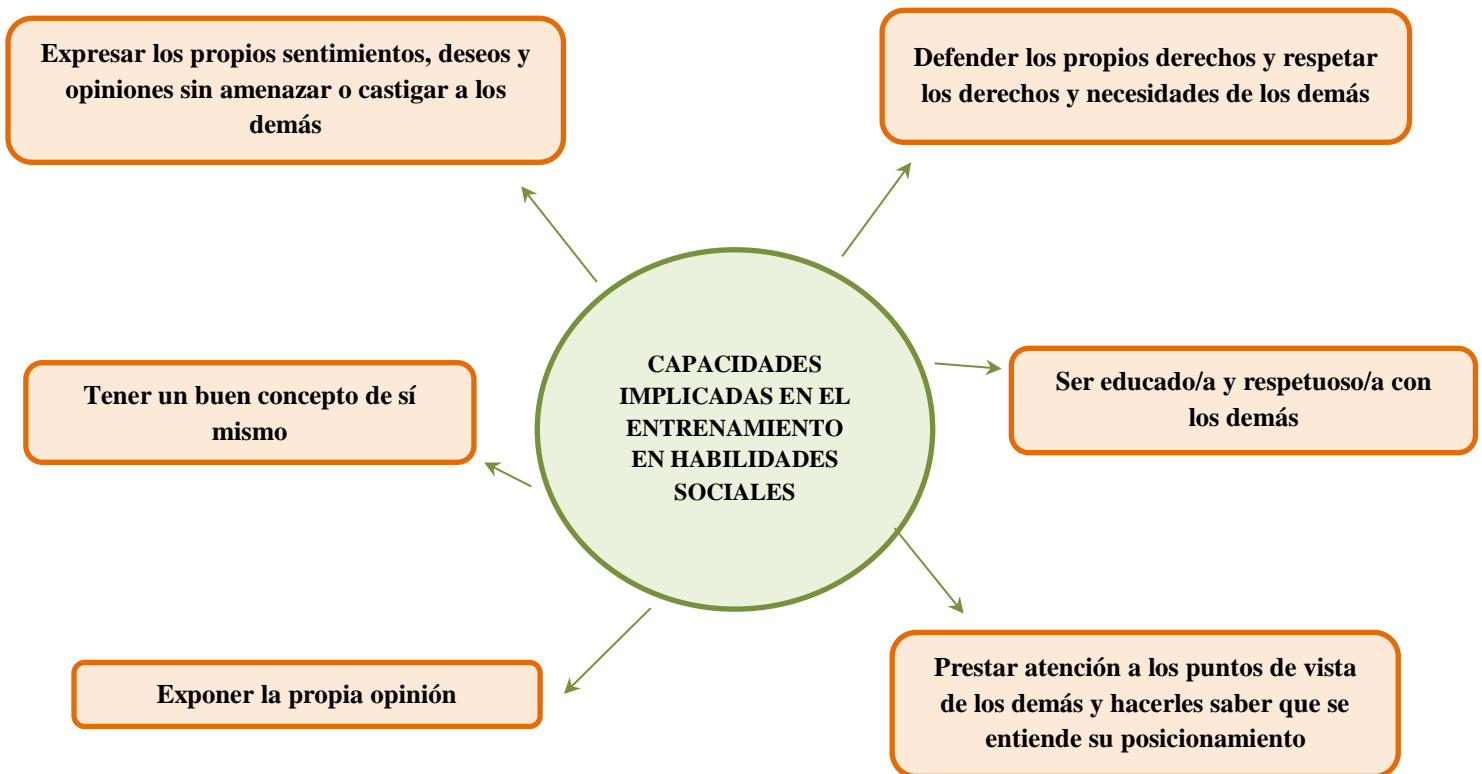 Expresar los propios sentimientos, deseos y
opiniones sin amenazar o castigar a los
demás
Defender los propios derechos y respetar
los derechos y necesidades de los demás
Tener un buen concepto de sí
mismo
CAPACIDADES
IMPLICADAS EN EL
ENTRENAMIENTO
EN HABILIDADES
SOCIALES
Ser educado/a y respetuoso/a con
los demás
Exponer la propia opinión
Prestar atención a los puntos de vista
de los demás y hacerles saber que se
entiende su posicionamiento